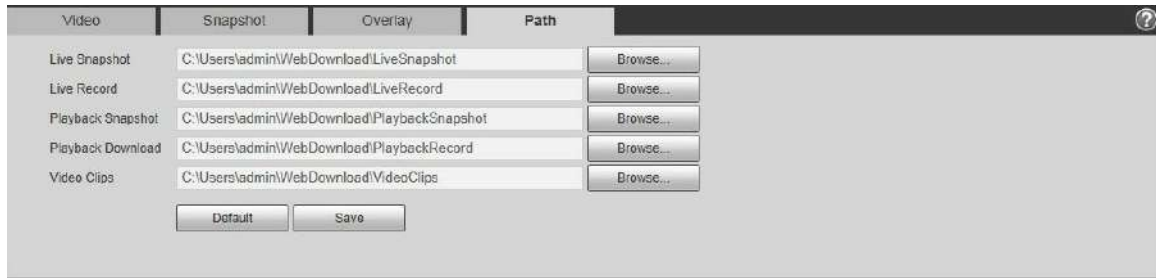 Video Snapshot Overlay Path ?
Live Snapshot C:\Users\admin\WebDownload\LiveSnapshot Browse...
Live Record C:\Users\admin\WebDownload\LiveRecord Browse...
Playback Snapshot C:\Users\admin\WebDownload\PlaybackSnapshot Browse...
Playback Download C:\Users\admin\WebDownload\PlaybackRecord Browse...
Video Clips C:\Users\admin\WebDownload\VideoClips Browse...
Default Save